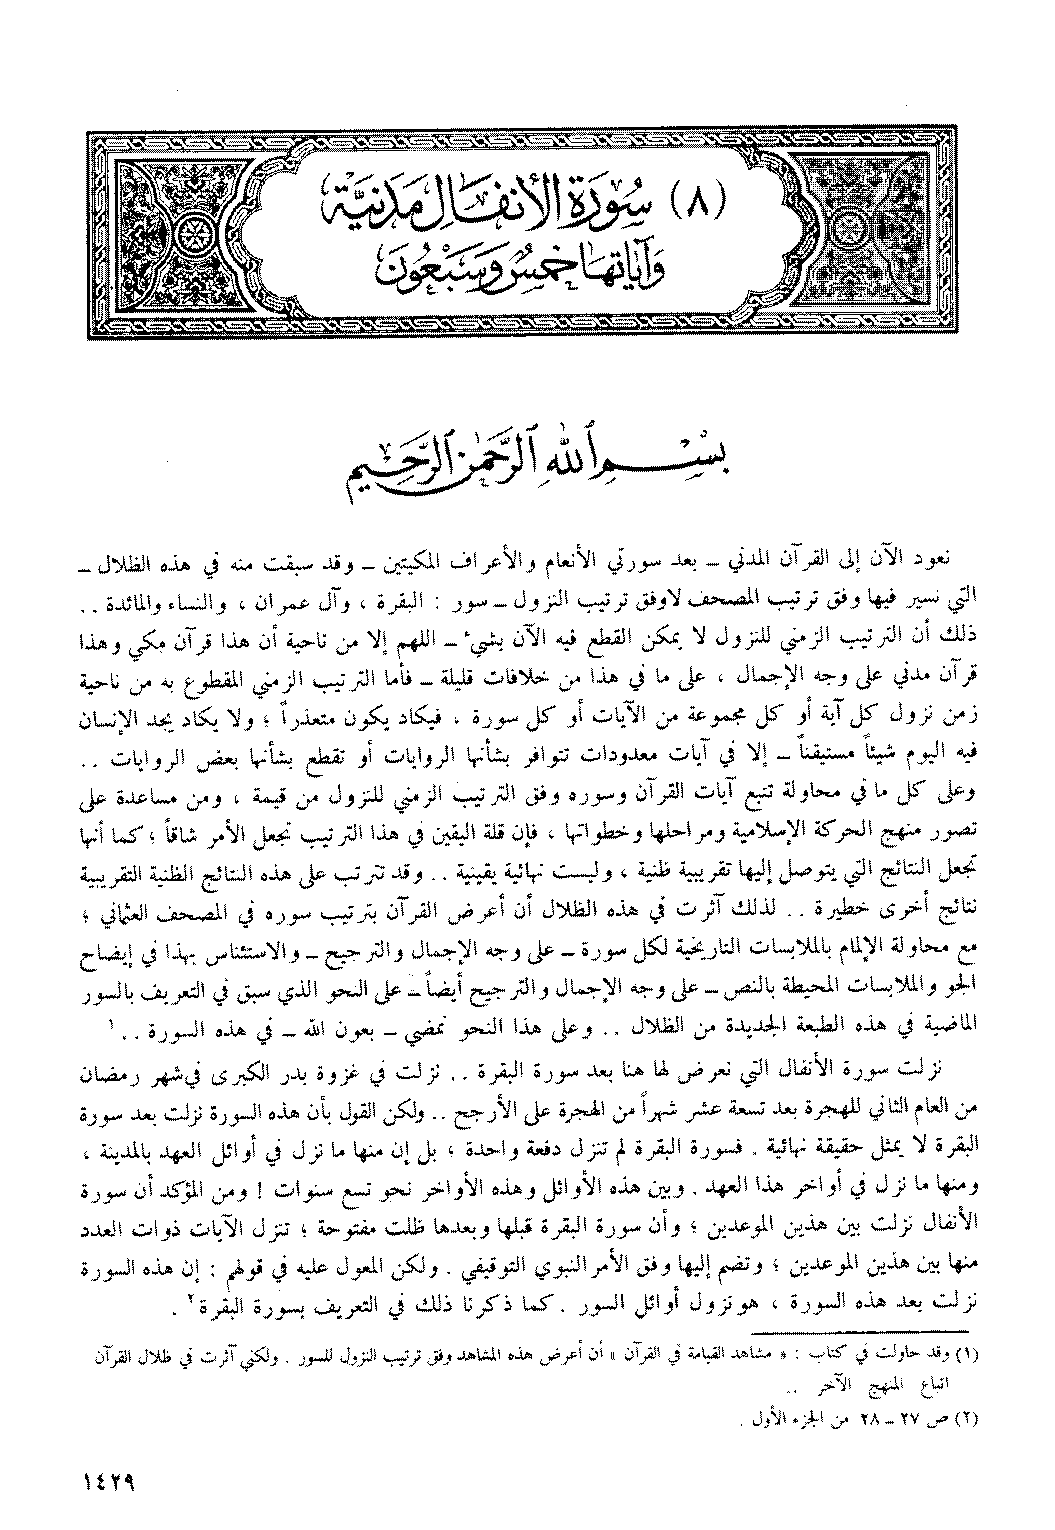 (٨) سُورَة الأنفَال مَدَنيَّة
وَآيَاتهَا خمسٌ وَسَبْعُونَ
بِسْمِ اللهِ الرَّحْمٰنِ الرَّحِيمِ
نعود الآن إلى القرآن المدني – بعد سورتي الأنعام والأعراف المكيتين – وقد سبقت منه في هذه الظلال –
التي نسير فيها وفق ترتيب المصحف لا وفق ترتيب النزول – سور : البقرة ، وآل عمران ، والنساء والمائدة ..
ذلك أن الترتيب الزمني للنزول لا يمكن القطع فيه الآن بشيء – اللهم إلا من ناحية أن هذا قرآن مكي وهذا
قرآن مدني على وجه الإجمال ، على ما في هذا من خلافات قليلة – فأما الترتيب الزمني المقطوع به من ناحية
زمن نزول كل آية أو كل مجموعة من الآيات أو كل سورة ، فيكاد يكون متعذراً ؛ ولا يكاد يجد الإنسان
فيه اليوم شيئاً مستيقناً – إلا في آيات معدودات تتوافر بشأنها الروايات أو تقطع بشأنها بعض الروايات ..
وعلى كل ما في محاولة تتبع آيات القرآن وسوره وفق الترتيب الزمني للنزول من قيمة ، ومن مساعدة على
تصور منهج الحركة الإسلامية ومراحلها وخطواتها ، فإن قلة اليقين في هذا الترتيب تجعل الأمر شاقاً ؛ كما أنها
تجعل النتائج التي يتوصل إليها تقريبية ظنية ، وليست نهائية يقينية .. وقد تترتب على هذه النتائج الظنية التقريبية
نتائج أخرى خطيرة .. لذلك آثرت في هذه الظلال أن أعرض القرآن بترتيب سوره في المصحف العثماني ؛
مع محاولة الإلمام بالملابسات التاريخية لكل سورة – على وجه الإجمال والترجيح – والاستئناس بهذا في إيضاح
الجو والملابسات المحيطة بالنص – على وجه الإجمال والترجيح أيضاً – على النحو الذي سبق في التعريف بالسور
الماضية في هذه الطبعة الجديدة من الظلال .. وعلى هذا النحو نمضي – بعون الله – في هذه السورة .. ١
نزلت سورة الأنفال التي نعرض لها هنا بعد سورة البقرة .. نزلت في غزوة بدر الكبرى في شهر رمضان
من العام الثاني للهجرة بعد تسعة عشر شهراً من الهجرة على الأرجح .. ولكن القول بأن هذه السورة نزلت بعد سورة
البقرة لا يمثل حقيقة نهائية . فسورة البقرة لم تنزل دفعة واحدة ؛ بل إن منها ما نزل في أوائل العهد بالمدينة ،
ومنها ما نزل في أواخر هذا العهد . وبين هذه الأوائل وهذه الأواخر نحو تسع سنوات ! ومن المؤكد أن سورة
الأنفال نزلت بين هذين الموعدين ؛ وأن سورة البقرة قبلها وبعدها ظلت مفتوحة ؛ تنزل الآيات ذوات العدد
منها بين هذين الموعدين ؛ وتضم إليها وفق الأمر النبوي التوقيفي . ولكن المعول عليه في قولهم : إن هذه السورة
نزلت بعد هذه السورة ، هو نزول أوائل السور . كما ذكرنا ذلك في التعريف بسورة البقرة ٢ .
(١) وقد حاولت في كتاب : « مشاهد القيامة في القرآن » أن أعرض هذه المشاهد وفق ترتيب النزول للسور . ولكني آثرت في ظلال القرآن
اتباع المنهج الآخر ..
(٢) ص ٢٧ – ٢٨ من الجزء الأول .
١٤٢٩